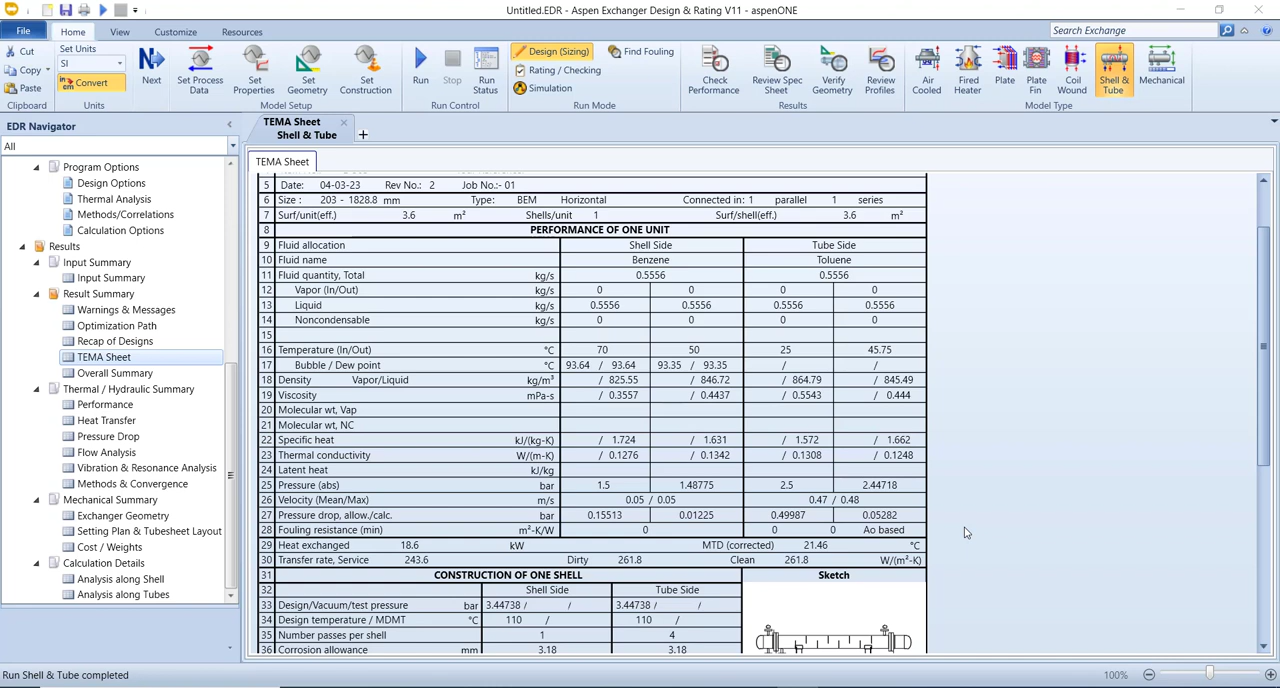 Untitled.EDR - Aspen Exchanger Design & Rating V11 - aspenONE
File Home View Customize Resources Search Exchange
Cut
Copy
Paste
Clipboard
Set Units
SI
Convert
Units
Next
Set Process Data
Set Properties
Set Geometry
Set Construction
Model Setup
Run
Stop
Run Status
Run Control
Design (Sizing)
Rating / Checking
Simulation
Find Fouling
Run Mode
Check Performance
Review Spec Sheet
Verify Geometry
Review Profiles
Results
Air Cooled
Fired Heater
Plate
Plate Fin
Coil Wound
Shell & Tube
Mechanical
Model Type
EDR Navigator
All
Program Options
Design Options
Thermal Analysis
Methods/Correlations
Calculation Options
Results
Input Summary
Input Summary
Result Summary
Warnings & Messages
Optimization Path
Recap of Designs
TEMA Sheet
Overall Summary
Thermal / Hydraulic Summary
Performance
Heat Transfer
Pressure Drop
Flow Analysis
Vibration & Resonance Analysis
Methods & Convergence
Mechanical Summary
Exchanger Geometry
Setting Plan & Tubesheet Layout
Cost / Weights
Calculation Details
Analysis along Shell
Analysis along Tubes
TEMA Sheet
Shell & Tube
+
TEMA Sheet
5 Date: 04-03-23 Rev No.: 2 Job No.:- 01
6 Size : 203 - 1828.8 mm Type: BEM Horizontal Connected in: 1 parallel 1 series
7 Surf/unit(eff.) 3.6 m² Shells/unit 1 Surf/shell(eff.) 3.6 m²
8 PERFORMANCE OF ONE UNIT
9 Fluid allocation Shell Side Tube Side
10 Fluid name Benzene Toluene
11 Fluid quantity, Total kg/s 0.5556 0.5556
12 Vapor (In/Out) kg/s 0 0 0 0
13 Liquid kg/s 0.5556 0.5556 0.5556 0.5556
14 Noncondensable kg/s 0 0 0 0
15
16 Temperature (In/Out) °C 70 50 25 45.75
17 Bubble / Dew point °C 93.64 / 93.64 93.35 / 93.35 / /
18 Density Vapor/Liquid kg/m³ / 825.55 / 846.72 / 864.79 / 845.49
19 Viscosity mPa-s / 0.3557 / 0.4437 / 0.5543 / 0.444
20 Molecular wt, Vap
21 Molecular wt, NC
22 Specific heat kJ/(kg-K) / 1.724 / 1.631 / 1.572 / 1.662
23 Thermal conductivity W/(m-K) / 0.1276 / 0.1342 / 0.1308 / 0.1248
24 Latent heat kJ/kg
25 Pressure (abs) bar 1.5 1.48775 2.5 2.44718
26 Velocity (Mean/Max) m/s 0.05 / 0.05 0.47 / 0.48
27 Pressure drop, allow./calc. bar 0.15513 0.01225 0.49987 0.05282
28 Fouling resistance (min) m²-K/W 0 0 0 Ao based
29 Heat exchanged 18.6 kW MTD (corrected) 21.46 °C
30 Transfer rate, Service 243.6 Dirty 261.8 Clean 261.8 W/(m²-K)
31 CONSTRUCTION OF ONE SHELL Sketch
32 Shell Side Tube Side
33 Design/Vacuum/test pressure bar 3.44738 / / 3.44738 / /
34 Design temperature / MDMT °C 110 / 110 /
35 Number passes per shell 1 4
36 Corrosion allowance mm 3.18 3.18
Run Shell & Tube completed
100%